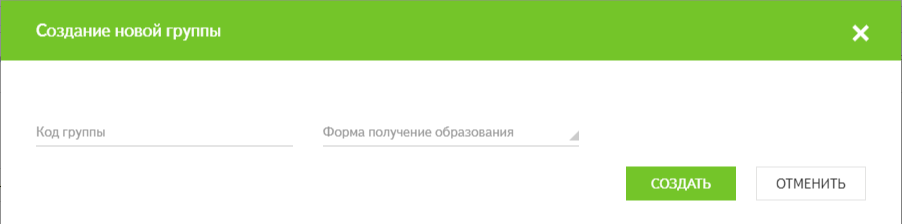 Создание новой группы
Код группы
Форма получение образования
СОЗДАТЬ
ОТМЕНИТЬ